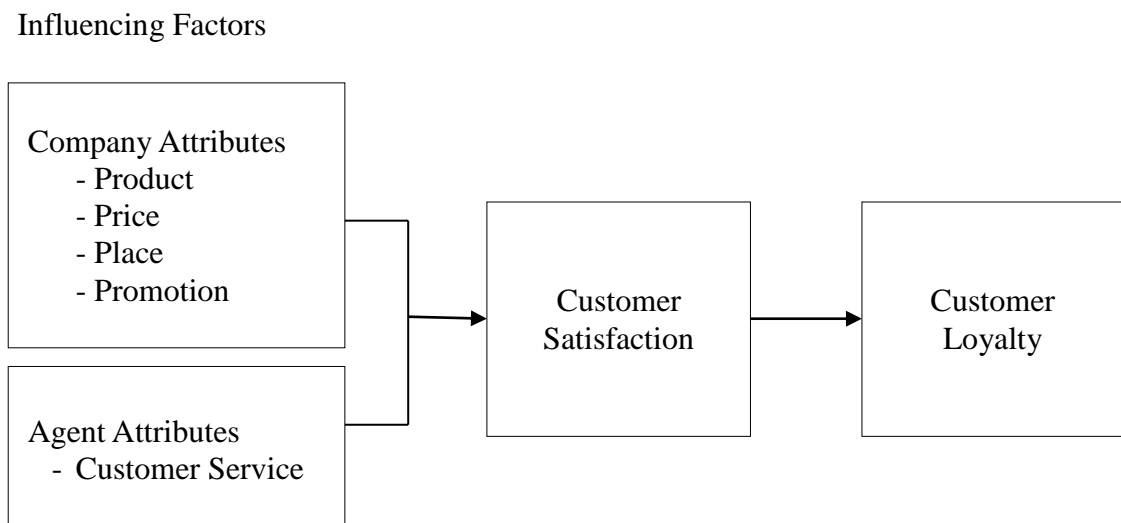 Influencing Factors
Company Attributes
- Product
- Price
- Place
- Promotion
Customer
Satisfaction
Customer
Loyalty
Agent Attributes
- Customer Service